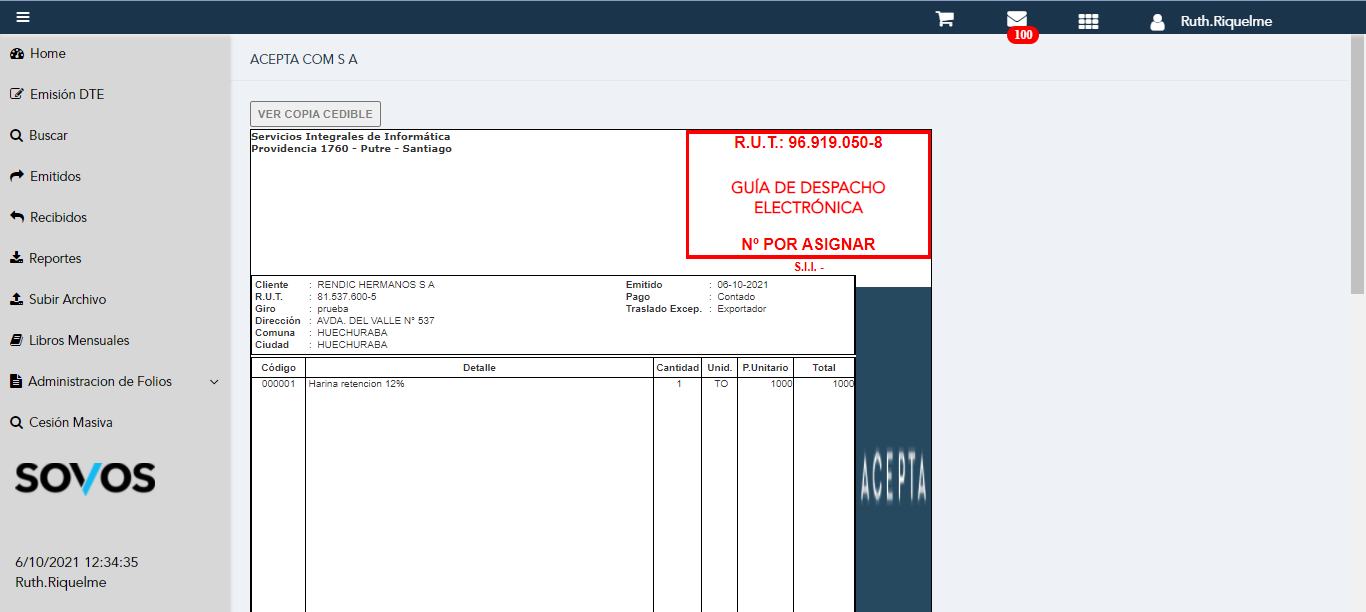 100
Ruth.Riquelme
Home
Emisión DTE
Buscar
Emitidos
Recibidos
Reportes
Subir Archivo
Libros Mensuales
Administracion de Folios
Cesión Masiva
SOVOS
6/10/2021 12:34:35
Ruth.Riquelme
ACEPTA COM S A
VER COPIA CEDIBLE
Servicios Integrales de Informática
Providencia 1760 - Putre - Santiago
R.U.T.: 96.919.050-8
GUÍA DE DESPACHO
ELECTRÓNICA
Nº POR ASIGNAR
S.I.I. -
Cliente : RENDIC HERMANOS S A Emitido : 06-10-2021
R.U.T. : 81.537.600-5 Pago : Contado
Giro : prueba Traslado Excep. : Exportador
Dirección : AVDA. DEL VALLE N° 537
Comuna : HUECHURABA
Ciudad : HUECHURABA
Código Detalle Cantidad Unid. P.Unitario Total
000001 Harina retencion 12% 1 TO 1000 1000
ACEPTA